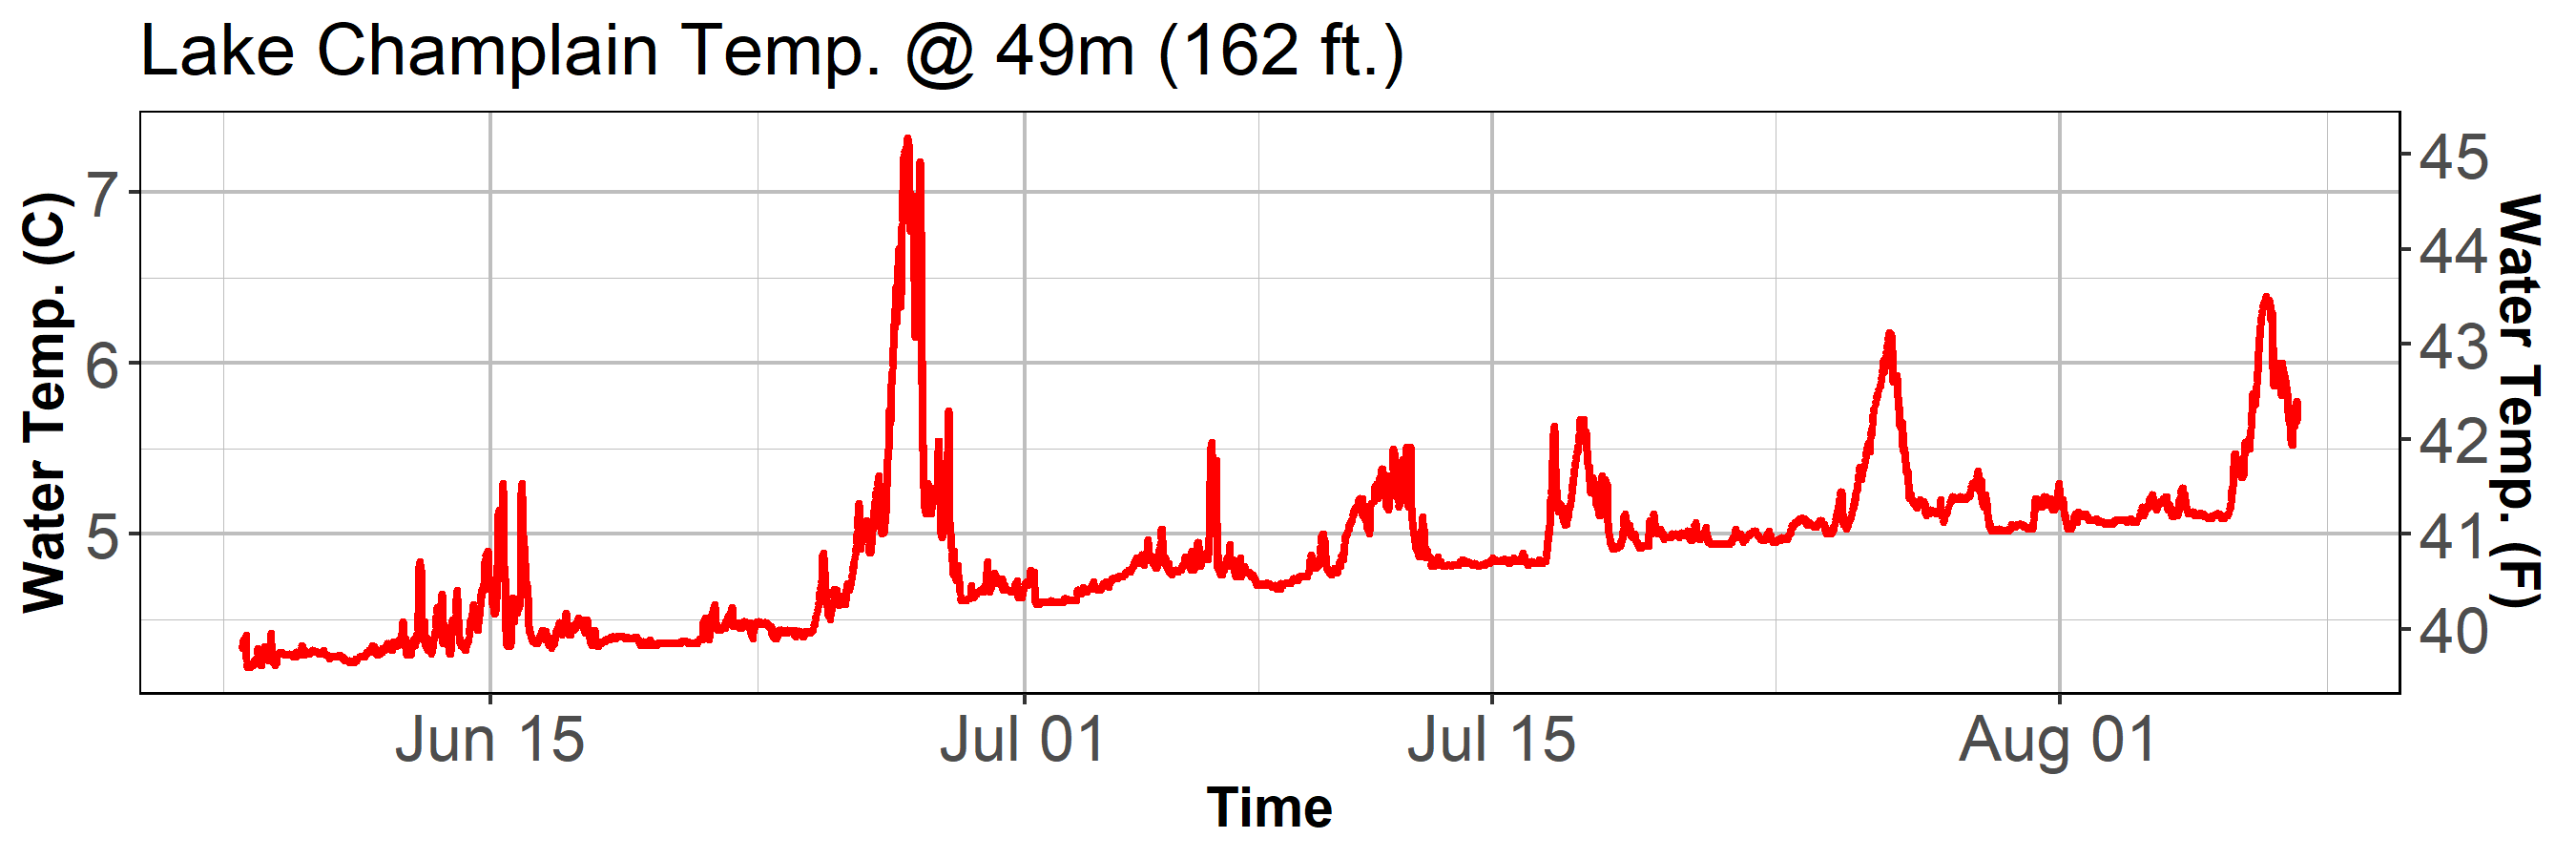 Lake Champlain Temp. @ 49m (162 ft.)
Water Temp. (C)
7
6
5
45
44
43
42
41
40
Water Temp. (F)
Jun 15
Jul 01
Jul 15
Aug 01
Time